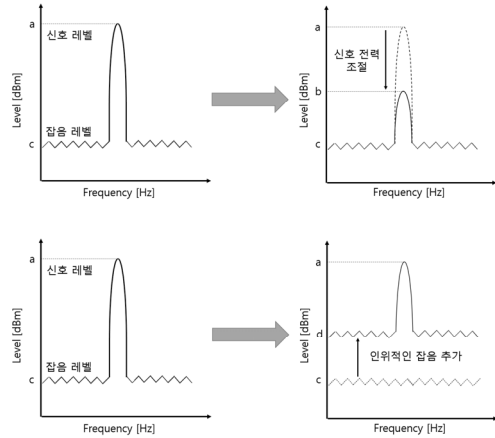 a
신호 레벨
Level [dBm]
잡음 레벨
c
Frequency [Hz]
a
신호 전력
조절
b
Level [dBm]
c
Frequency [Hz]
a
신호 레벨
Level [dBm]
잡음 레벨
c
Frequency [Hz]
a
Level [dBm]
d
인위적인 잡음 추가
c
Frequency [Hz]